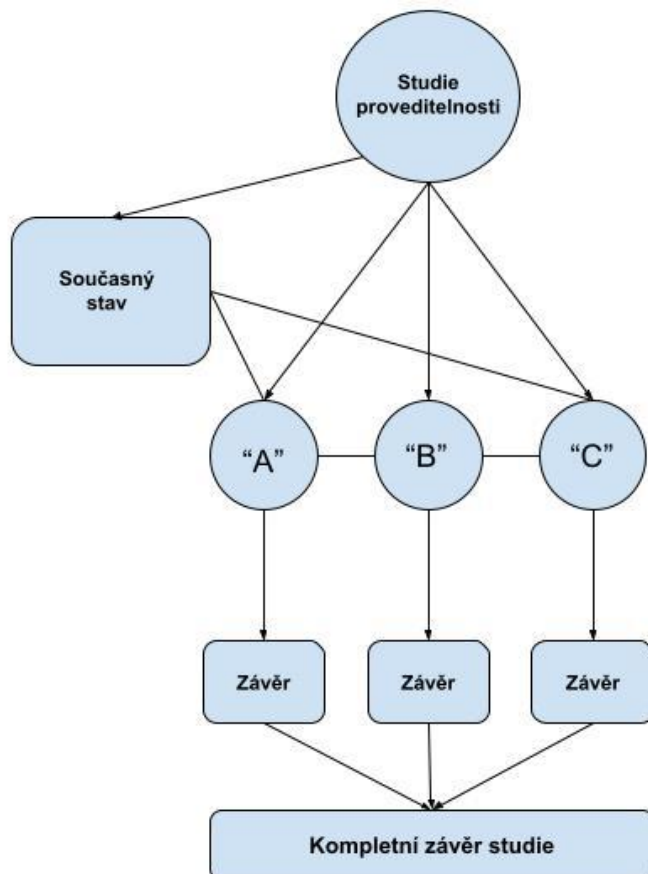 Studie
proveditelnosti
Současný
stav
“A”
“B”
“C”
Závěr
Závěr
Závěr
Kompletní závěr studie